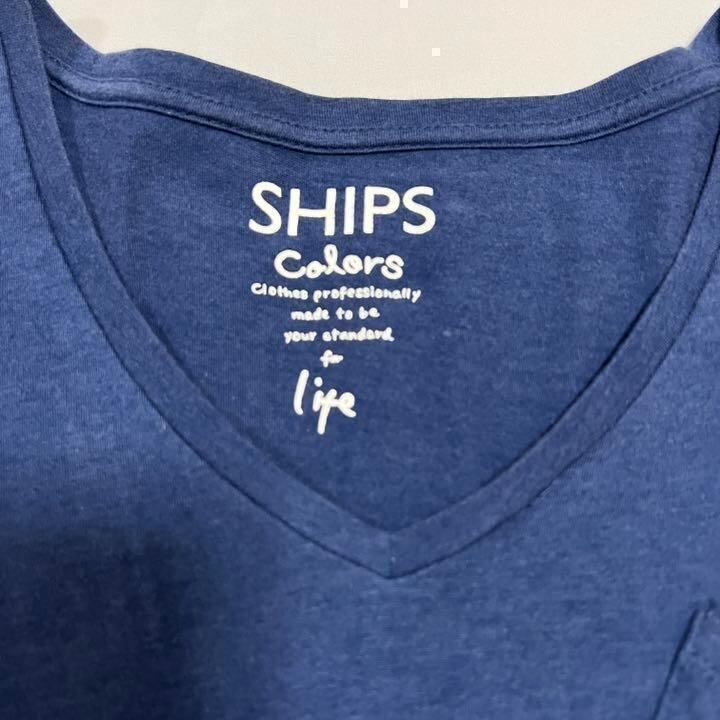 SHIPS
Colors
Clothes professionally
made to be
your standard
for
life